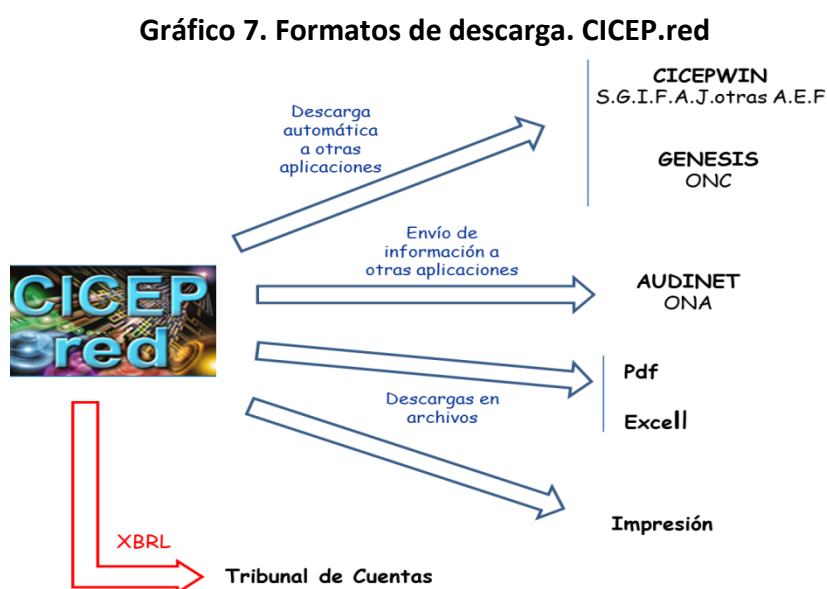 Gráfico 7. Formatos de descarga. CICEP.red
CICEPWIN
S.G.I.F.A.J.otras A.E.F
Descarga
automática
a otras
aplicaciones
GENESIS
ONC
Envío de
información a
otras aplicaciones
AUDINET
ONA
CICEP
red
Pdf
Excell
Descargas en
archivos
Impresión
XBRL
Tribunal de Cuentas